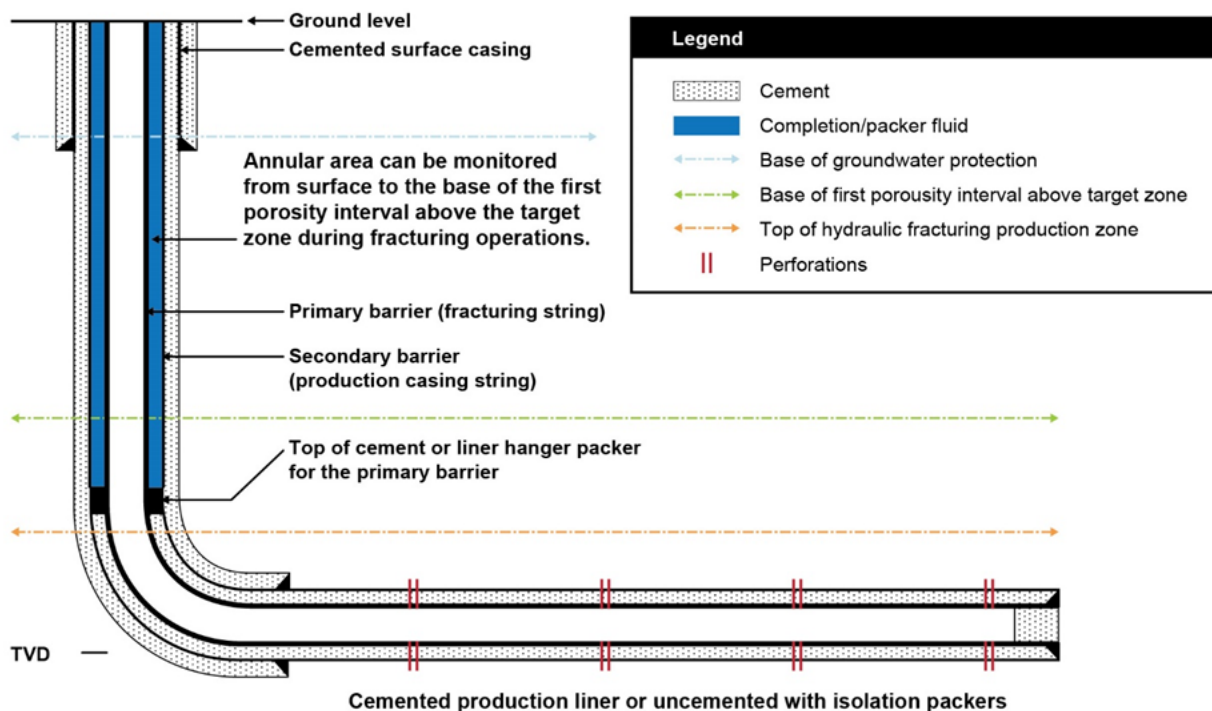 Ground level
Cemented surface casing
Annular area can be monitored
from surface to the base of the first
porosity interval above the target
zone during fracturing operations.
Primary barrier (fracturing string)
Secondary barrier
(production casing string)
Top of cement or liner hanger packer
for the primary barrier
TVD
Cemented production liner or uncemented with isolation packers
Legend
Cement
Completion/packer fluid
Base of groundwater protection
Base of first porousity interval above target zone
Top of hydraulic fracturing production zone
Perforations